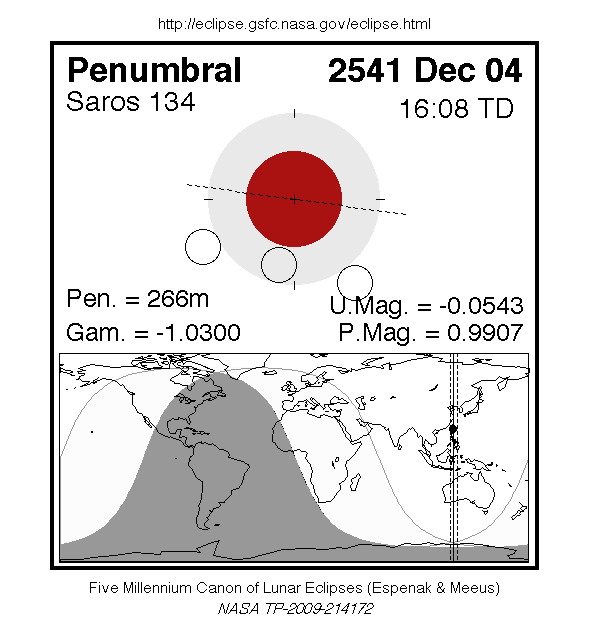 http://eclipse.gsfc.nasa.gov/eclipse.html
Penumbral 2541 Dec 04
Saros 134 16:08 TD
Pen. = 266m U.Mag. = -0.0543
Gam. = -1.0300 P.Mag. = 0.9907
Five Millennium Canon of Lunar Eclipses (Espenak & Meeus)
NASA TP-2009-214172